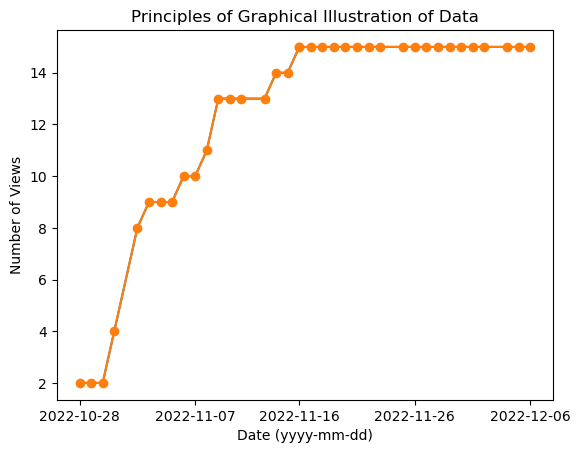 Principles of Graphical Illustration of Data
Number of Views
14
12
10
8
6
4
2
2022-10-28 2022-11-07 2022-11-16 2022-11-26 2022-12-06
Date (yyyy-mm-dd)